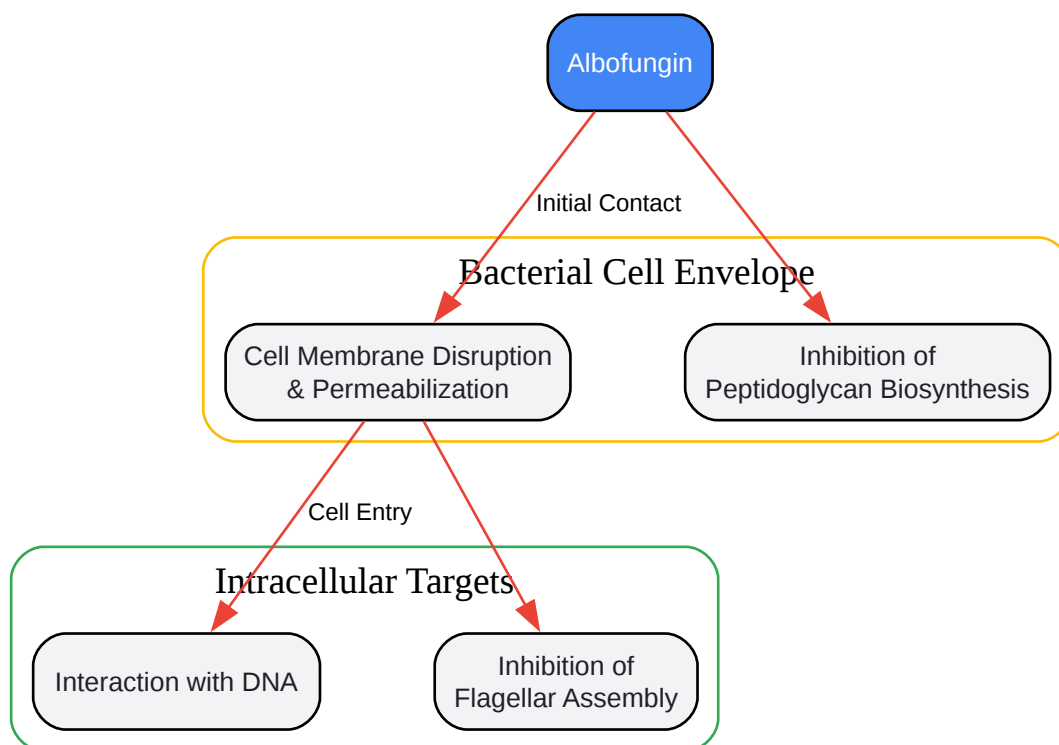 Albofungin
Initial Contact
Bacterial Cell Envelope
Cell Membrane Disruption
& Permeabilization
Inhibition of
Peptidoglycan Biosynthesis
Cell Entry
Intracellular Targets
Interaction with DNA
Inhibition of
Flagellar Assembly